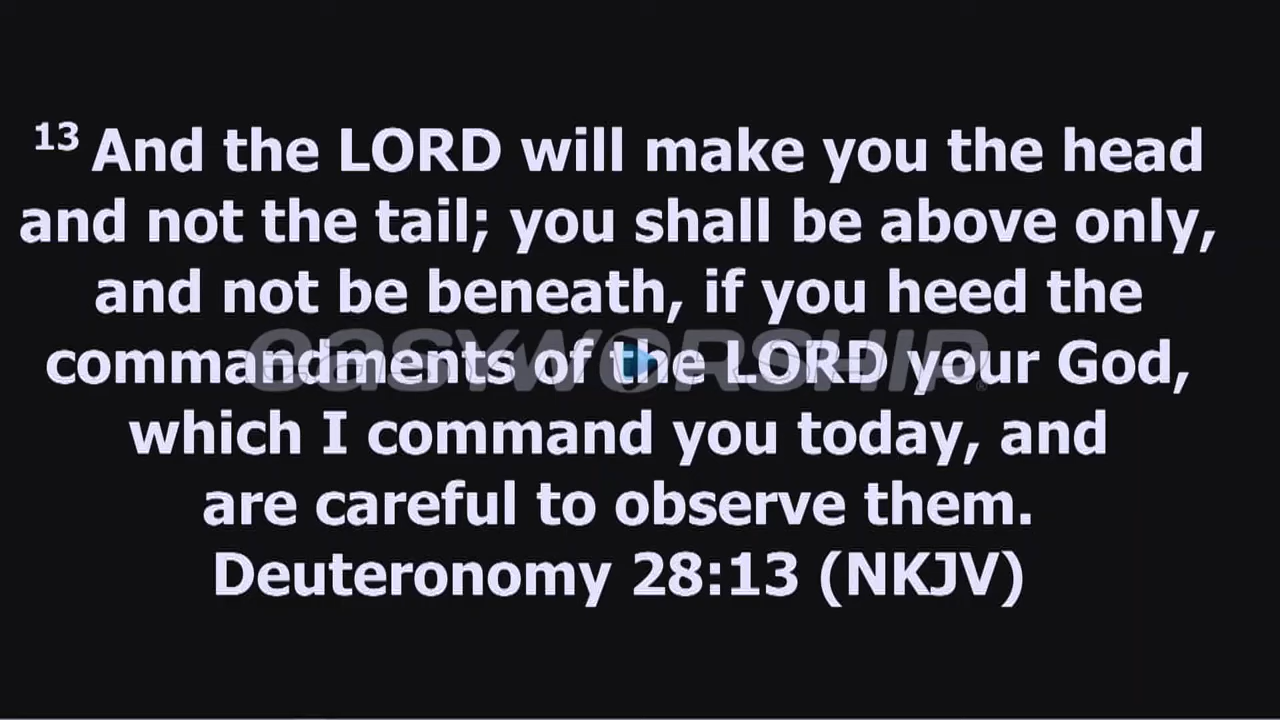 13 And the LORD will make you the head
and not the tail; you shall be above only,
and not be beneath, if you heed the
commandments of the LORD your God,
easyworship®
which I command you today, and
are careful to observe them.
Deuteronomy 28:13 (NKJV)